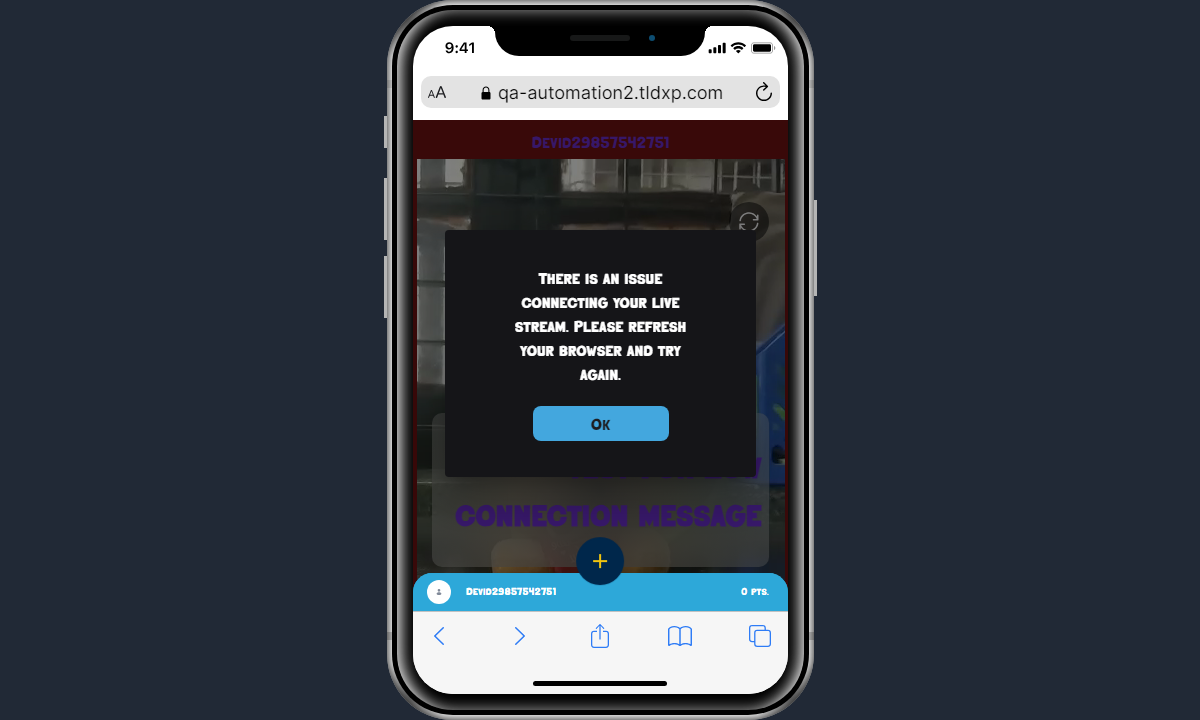 9:41
AA
qa-automation2.tldxp.com
Devid29857542751
There is an issue
connecting your live
stream. Please refresh
your browser and try
again.
Ok
connection message
+
Devid29857542751
0 pts.